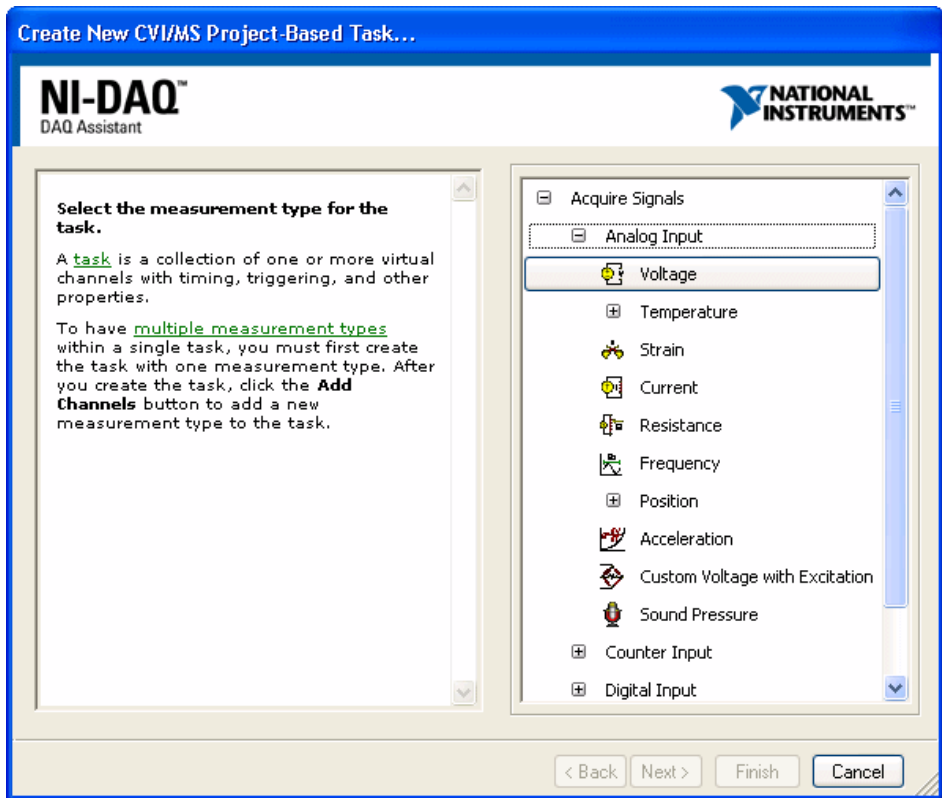 Create New CVI/MS Project-Based Task...
NI-DAQ™
DAQ Assistant
NATIONAL
INSTRUMENTS™
Select the measurement type for the
task.
A task is a collection of one or more virtual
channels with timing, triggering, and other
properties.
To have multiple measurement types
within a single task, you must first create
the task with one measurement type. After
you create the task, click the Add
Channels button to add a new
measurement type to the task.
Acquire Signals
Analog Input
Voltage
Temperature
Strain
Current
Resistance
Frequency
Position
Acceleration
Custom Voltage with Excitation
Sound Pressure
Counter Input
Digital Input
< Back
Next >
Finish
Cancel